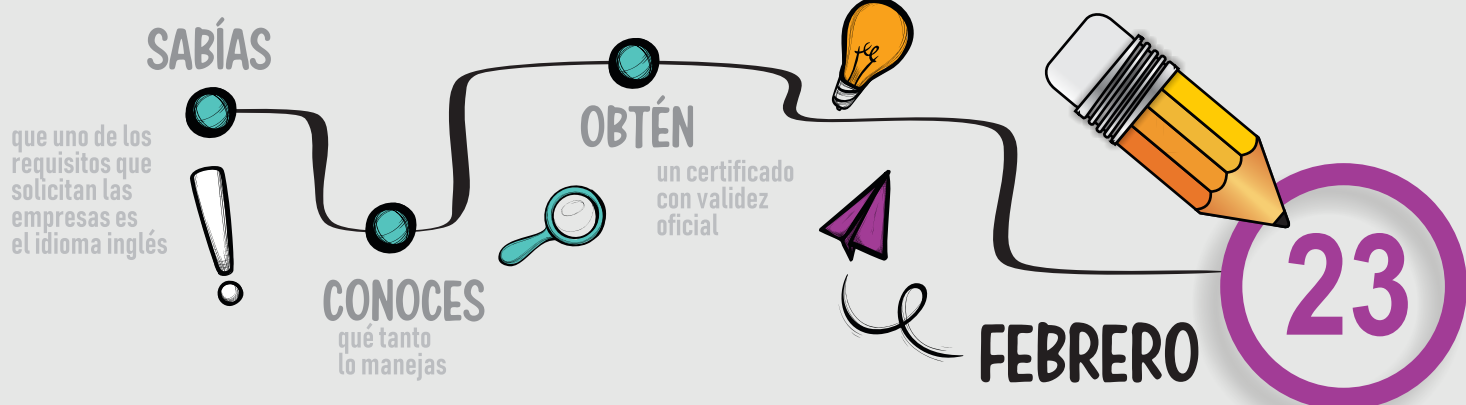 SABÍAS
que uno de los
requisitos que
solicitan las
empresas es
el idioma inglés
CONOCES
qué tanto
lo manejas
OBTÉN
un certificado
con validez
oficial
FEBRERO
23